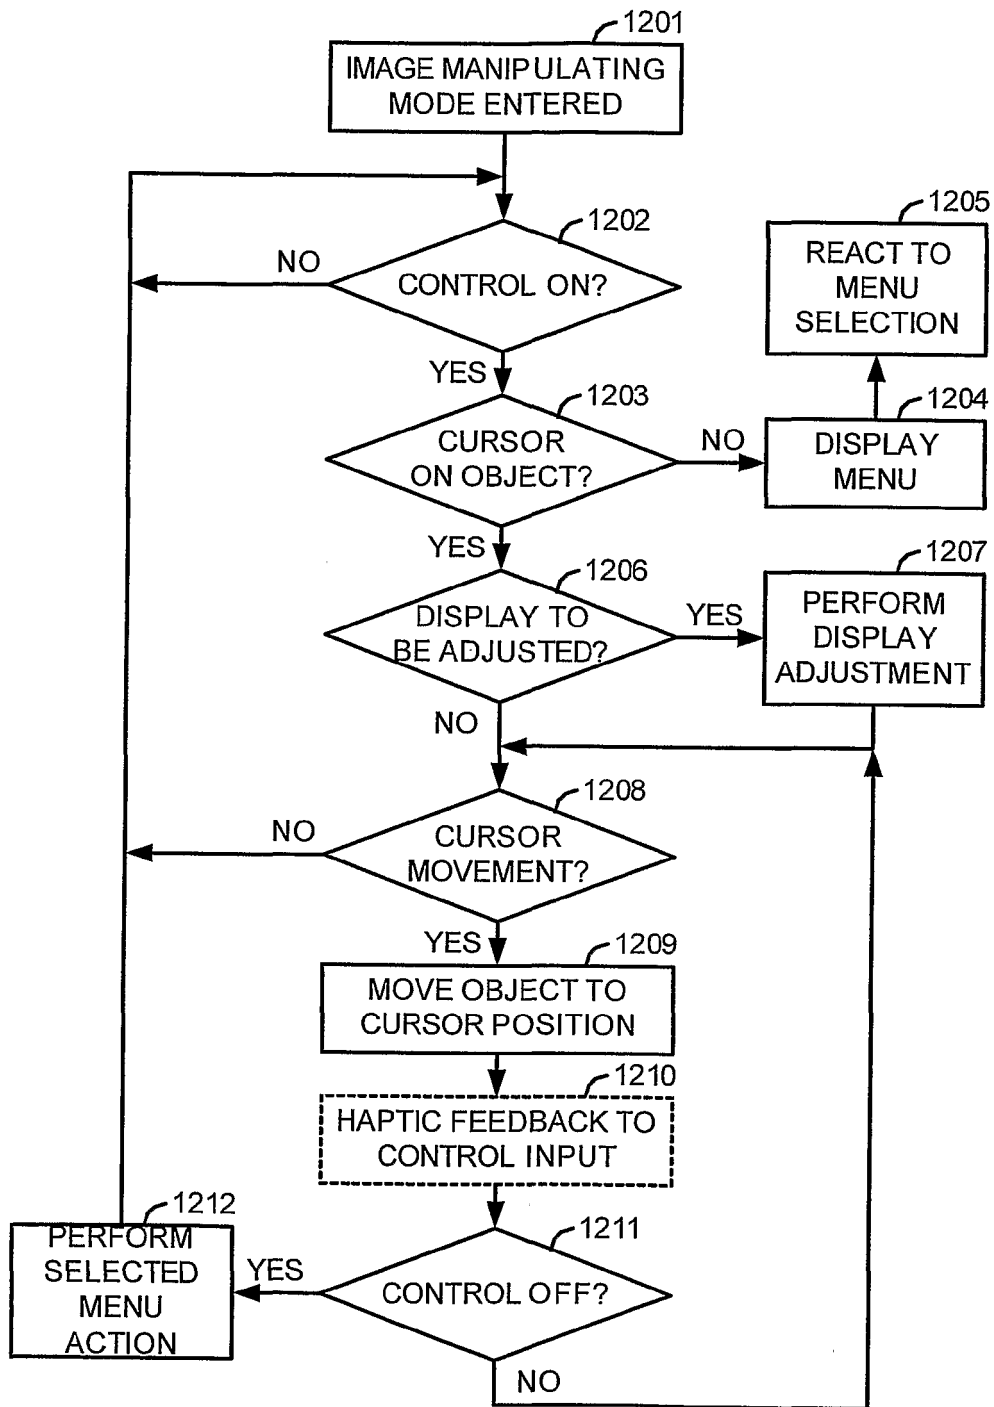 1201
IMAGE MANIPULATING
MODE ENTERED
1202
CONTROL ON?
NO
YES
1203
CURSOR
ON OBJECT?
NO
1204
DISPLAY
MENU
1205
REACT TO
MENU
SELECTION
YES
1206
DISPLAY TO
BE ADJUSTED?
YES
1207
PERFORM
DISPLAY
ADJUSTMENT
NO
1208
CURSOR
MOVEMENT?
NO
YES
1209
MOVE OBJECT TO
CURSOR POSITION
1210
HAPTIC FEEDBACK TO
CONTROL INPUT
1211
CONTROL OFF?
YES
1212
PERFORM
SELECTED
MENU
ACTION
NO